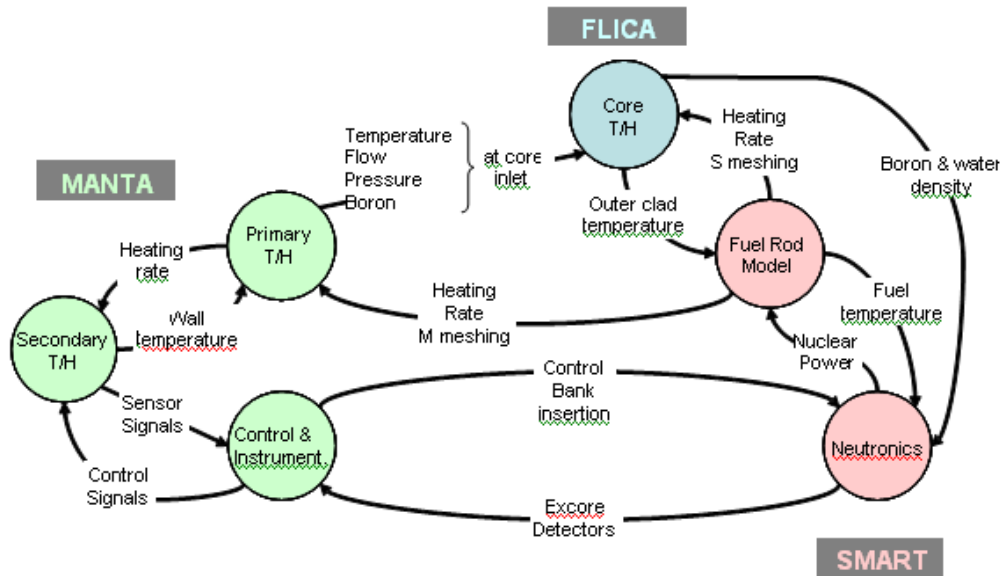 FLICA
Core
T/H
Heating
Rate
S meshing
Temperature
Flow
Pressure
Boron
at core
inlet
Boron & water
density
MANTA
Outer clad
temperature
Primary
T/H
Fuel Rod
Model
Heating
rate
Heating
Rate
M meshing
Fuel
temperature
Wall
temperature
Secondary
T/H
Nuclear
Power
Control
Bank
insertion
Sensor
Signals
Control &
Instrument.
Neutronics
Control
Signals
Excore
Detectors
SMART